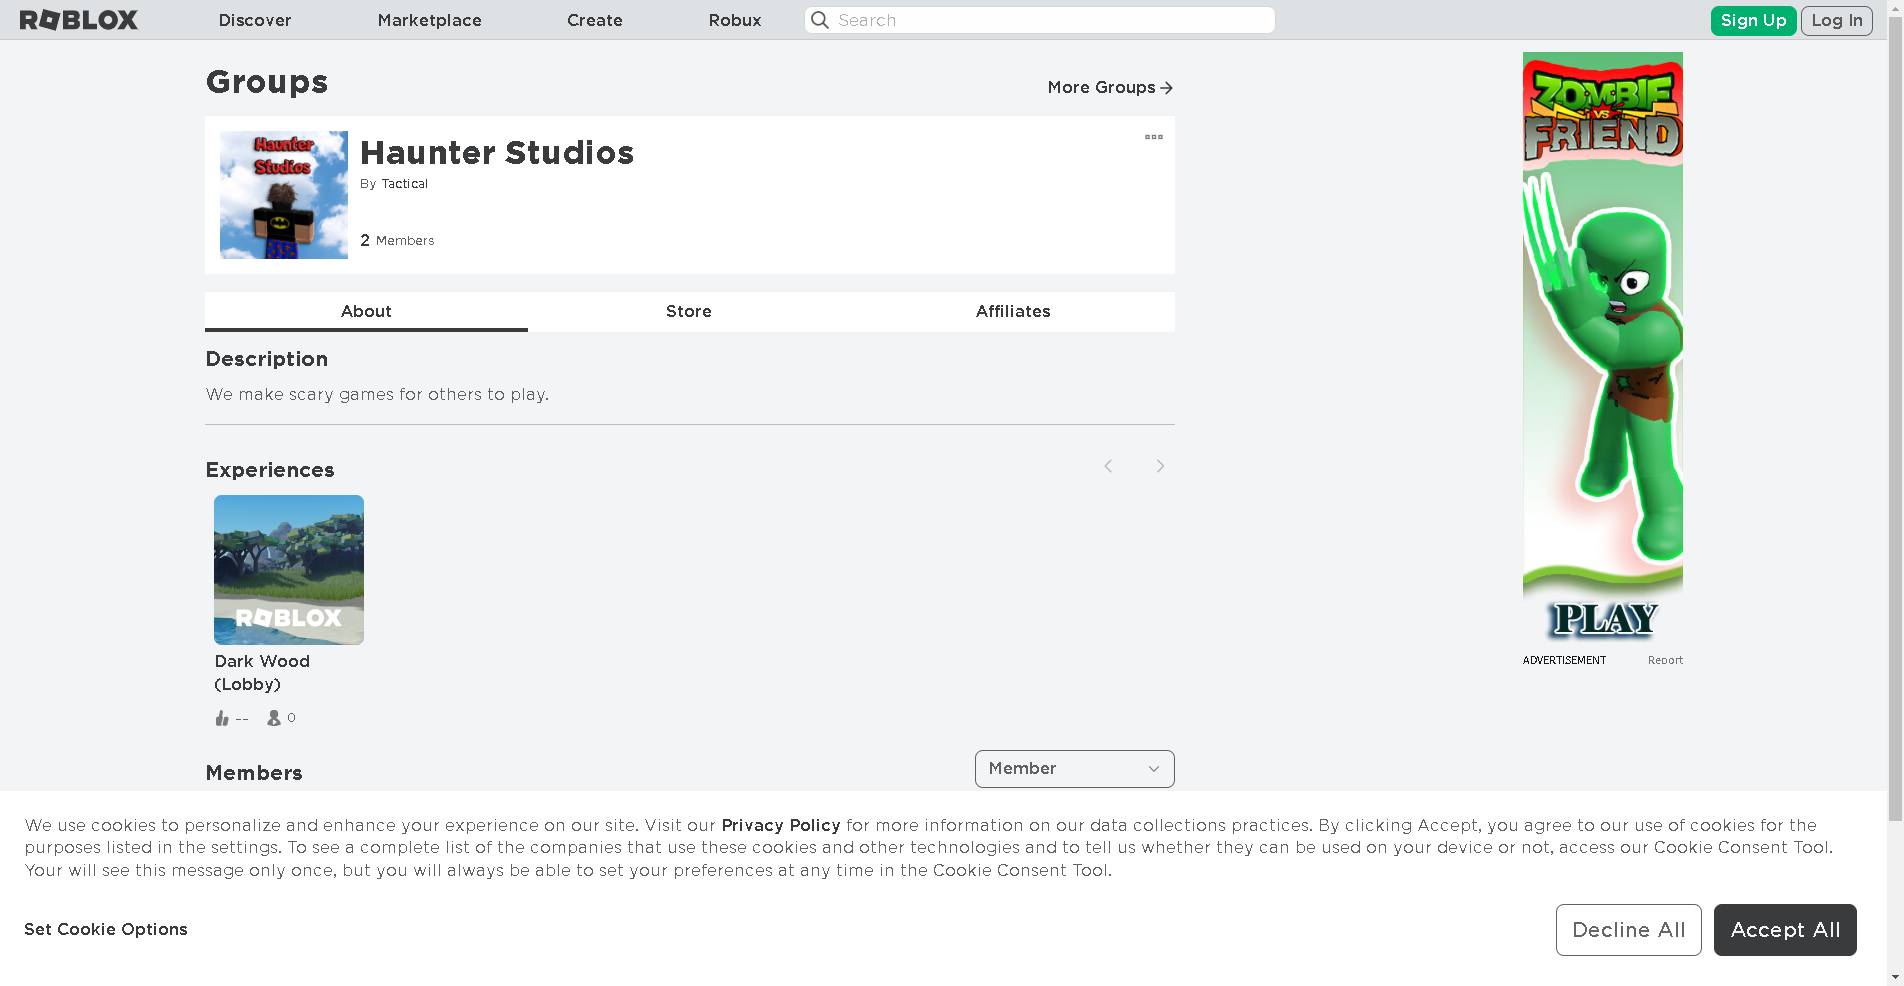 ROBLOX
Discover
Marketplace
Create
Robux
Search
Sign Up
Log In
Groups
More Groups
Haunter
Studios
Haunter Studios
By Tactical
2 Members
About
Store
Affiliates
Description
We make scary games for others to play.
Experiences
ROBLOX
Dark Wood
(Lobby)
--
0
Members
Member
ZOMBIE
VS
FRIEND
PLAY
ADVERTISEMENT
Report
We use cookies to personalize and enhance your experience on our site. Visit our Privacy Policy for more information on our data collections practices. By clicking Accept, you agree to our use of cookies for the
purposes listed in the settings. To see a complete list of the companies that use these cookies and other technologies and to tell us whether they can be used on your device or not, access our Cookie Consent Tool.
Your will see this message only once, but you will always be able to set your preferences at any time in the Cookie Consent Tool.
Set Cookie Options
Decline All
Accept All